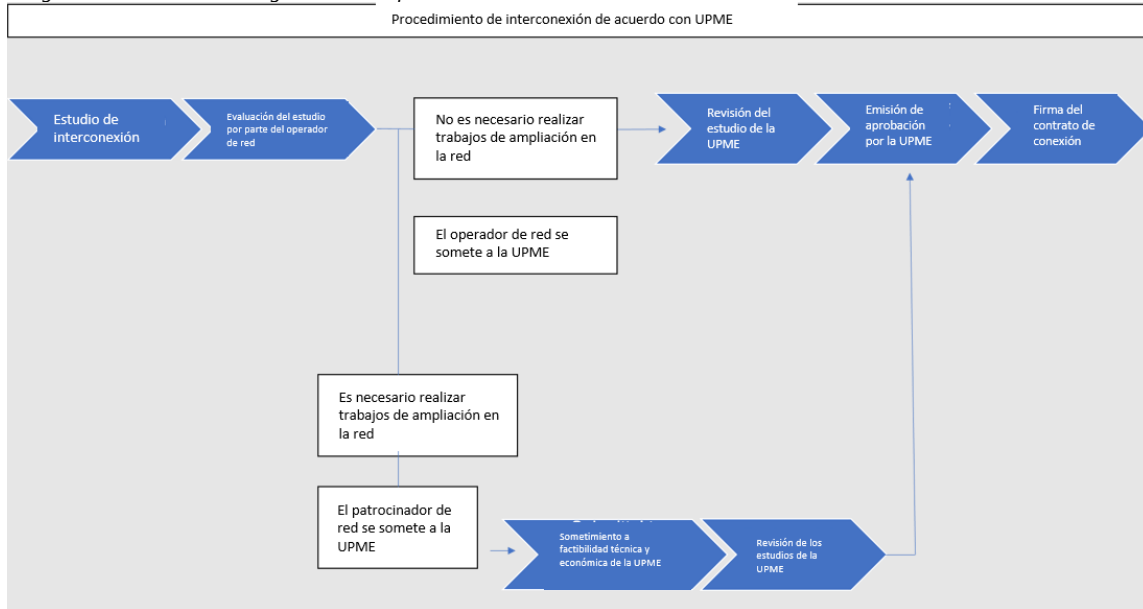 Procedimiento de interconexión de acuerdo con UPME
Estudio de
interconexión
Evaluación del estudio
por parte del operador
de red
No es necesario realizar
trabajos de ampliación en
la red
Revisión del
estudio de la
UPME
Emisión de
aprobación
por la UPME
Firma del
contrato de
conexión
El operador de red se
somete a la UPME
Es necesario realizar
trabajos de ampliación en
la red
El patrocinador de
red se somete a la
UPME
Sometimiento a
factibilidad técnica y
económica de la UPME
Revisión de los
estudios de la
UPME